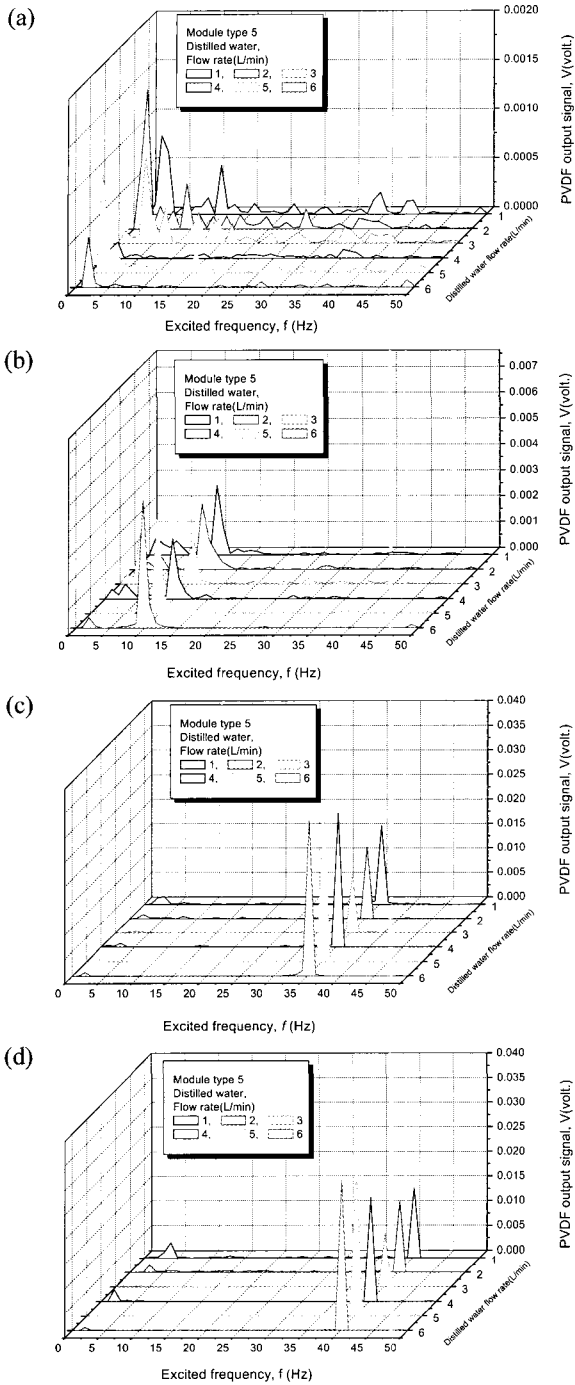 (a)
Module type 5
Distilled water,
Flow rate(L/min)
1, 2, 3
4, 5, 6
0.0020
0.0015
0.0010
0.0005
0.0000
PVDF output signal, V(volt.)
1
2
3
4
5
6
Distilled water flow rate(L/min)
0 5 10 15 20 25 30 35 40 45 50
Excited frequency, f (Hz)
(b)
Module type 5
Distilled water,
Flow rate(L/min)
1, 2, 3
4, 5, 6
0.007
0.006
0.005
0.004
0.003
0.002
0.001
0.000
PVDF output signal, V(volt.)
1
2
3
4
5
6
Distilled water flow rate(L/min)
0 5 10 15 20 25 30 35 40 45 50
Excited frequency, f (Hz)
(c)
Module type 5
Distilled water,
Flow rate(L/min)
1, 2, 3
4, 5, 6
0.040
0.035
0.030
0.025
0.020
0.015
0.010
0.005
0.000
PVDF output signal, V(volt.)
1
2
3
4
5
6
Distilled water flow rate(L/min)
0 5 10 15 20 25 30 35 40 45 50
Excited frequency, f (Hz)
(d)
Module type 5
Distilled water,
Flow rate(L/min)
1, 2, 3
4, 5, 6
0.040
0.035
0.030
0.025
0.020
0.015
0.010
0.005
0.000
PVDF output signal, V(volt.)
1
2
3
4
5
6
Distilled water flow rate(L/min)
0 5 10 15 20 25 30 35 40 45 50
Excited frequency, f (Hz)